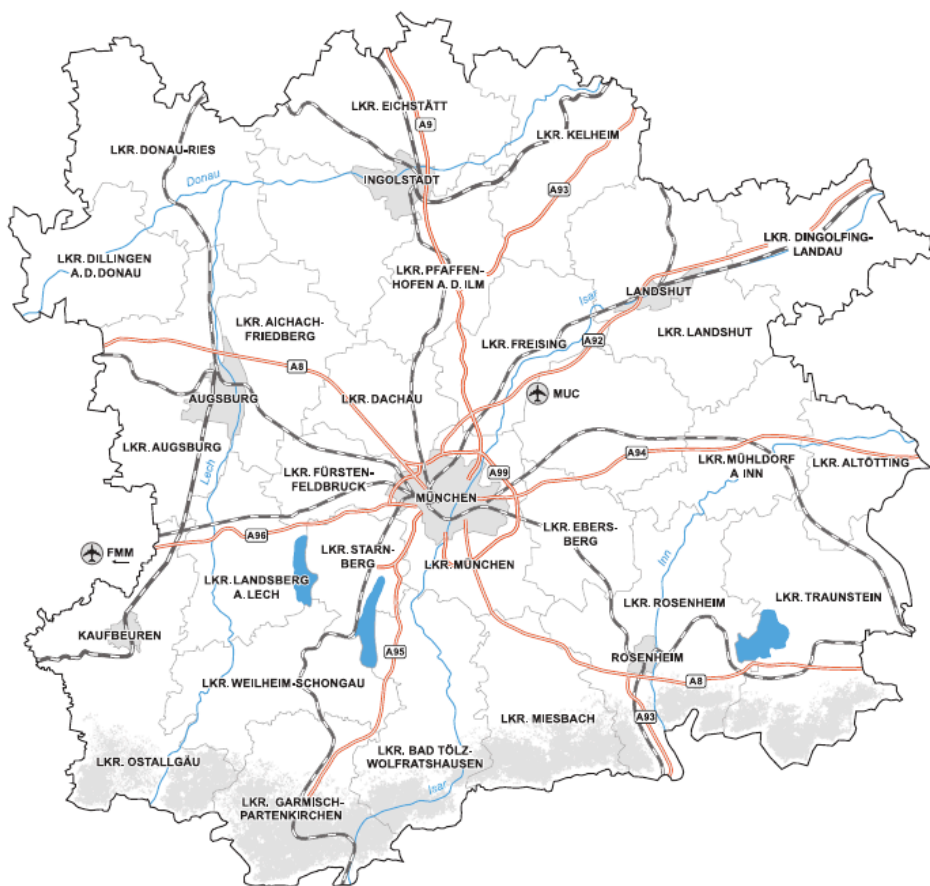 LKR. EICHSTÄTT
A9
LKR. KELHEIM
LKR. DONAU-RIES
Donau
INGOLSTADT
A93
LKR. DILLINGEN
A.D. DONAU
LKR. DINGOLFING-
LANDAU
LKR. PFAFFEN-
HOFEN A. D. ILM
LANDSHUT
Isar
LKR. AICHACH-
FRIEDBERG
LKR. LANDSHUT
LKR. FREISING
A92
A8
AUGSBURG
LKR. DACHAU
MUC
LKR. AUGSBURG
Lech
LKR. FÜRSTEN-
FELDBRUCK
A99
A94
LKR. MÜHLDORF
A INN
LKR. ALTÖTTING
MÜNCHEN
A96
FMM
LKR. STARN-
BERG
LKR. MÜNCHEN
LKR. EBERS-
BERG
Inn
LKR. LANDSBERG
A. LECH
LKR. ROSENHEIM
LKR. TRAUNSTEIN
KAUFBEUREN
A95
ROSENHEIM
LKR. WEILHEIM-SCHONGAU
A8
A93
LKR. MIESBACH
LKR. OSTALLGÄU
LKR. BAD TÖLZ-
WOLFRATSHAUSEN
Isar
LKR. GARMISCH-
PARTENKIRCHEN